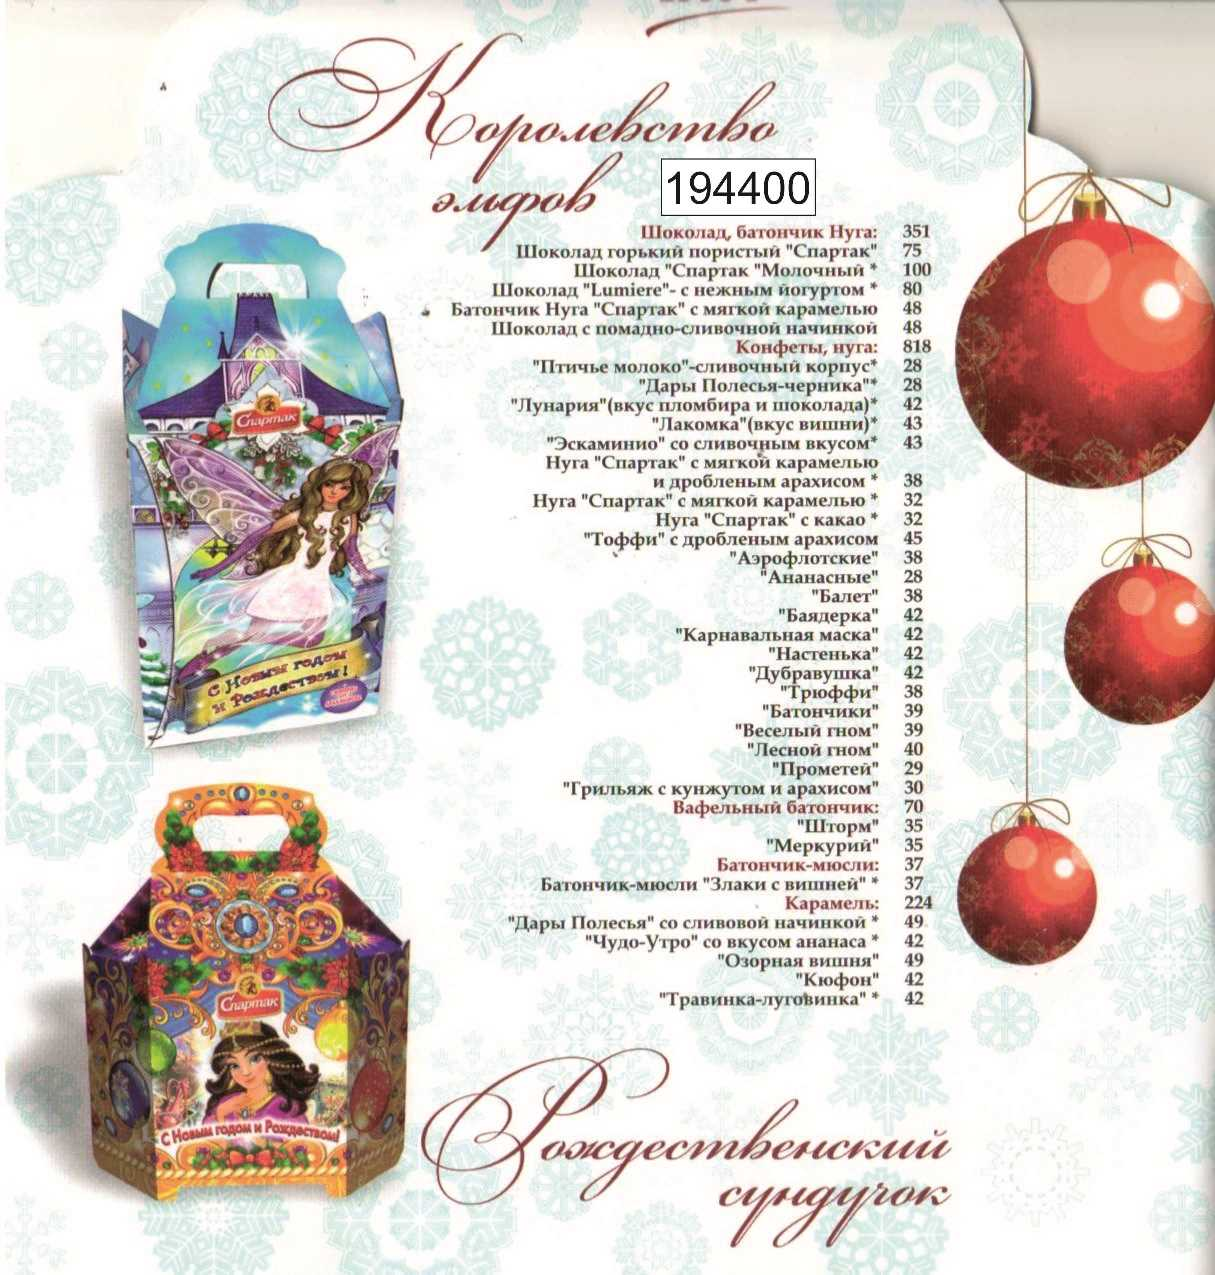 Королевство
эльфов
194400
Шоколад, батончик Нуга: 351
Шоколад горький пористый "Спартак" 75
Шоколад "Спартак "Молочный * 100
Шоколад "Lumiere"- с нежным йогуртом * 80
Батончик Нуга "Спартак" с мягкой карамелью 48
Шоколад с помадно-сливочной начинкой 48
Конфеты, нуга: 818
"Птичье молоко"-сливочный корпус* 28
"Дары Полесья-черника"* 28
"Лунария"(вкус пломбира и шоколада)* 42
"Лакомка"(вкус вишни)* 43
"Эскаминио" со сливочным вкусом* 43
Нуга "Спартак" с мягкой карамелью
и дробленым арахисом * 38
Нуга "Спартак" с мягкой карамелью * 32
Нуга "Спартак" с какао * 32
"Тоффи" с дробленым арахисом 45
"Аэрофлотские" 38
"Ананасные" 28
"Балет" 38
"Баядерка" 42
"Карнавальная маска" 42
"Настенька" 42
"Дубравушка" 42
"Трюффи" 38
"Батончики" 39
"Веселый гном" 39
"Лесной гном" 40
"Прометей" 29
"Грильяж с кунжутом и арахисом" 30
Вафельный батончик: 70
"Шторм" 35
"Меркурий" 35
Батончик-мюсли: 37
Батончик-мюсли "Злаки с вишней" * 37
Карамель: 224
"Дары Полесья" со сливовой начинкой * 49
"Чудо-Утро" со вкусом ананаса * 42
"Озорная вишня" 49
"Кюфон" 42
"Травинка-луговинка" * 42
Спартак
С Новым годом
и Рождеством!
Спартак
С Новым годом и Рождеством!
Рождественский
сундучок